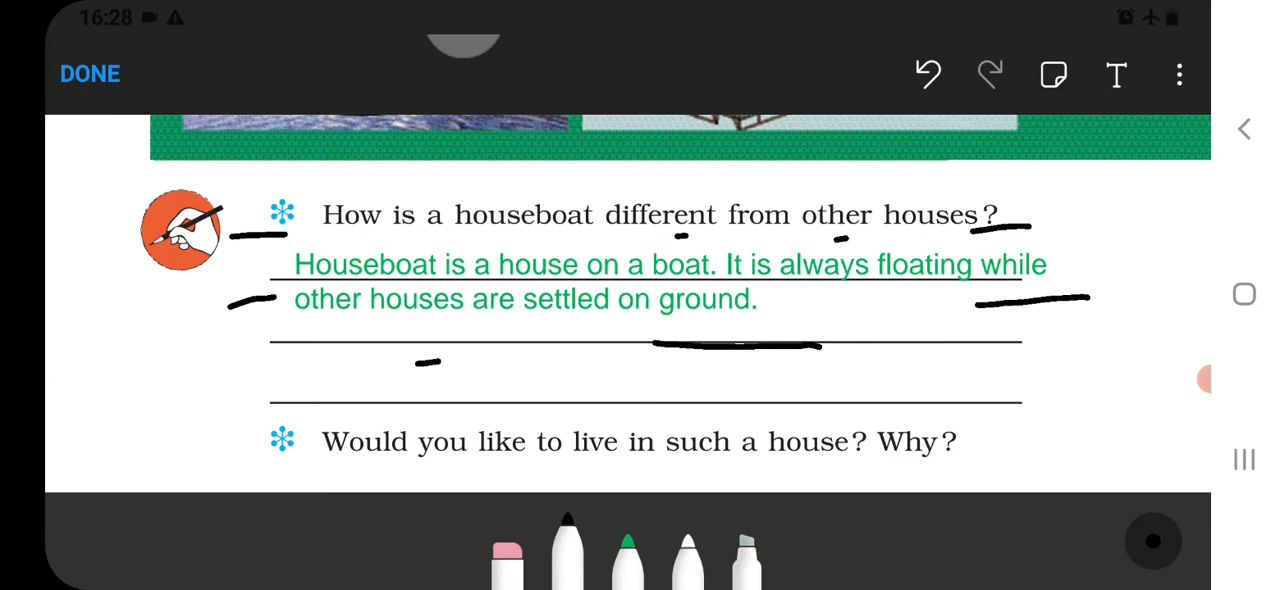 16:28
DONE
T
How is a houseboat different from other houses?
Houseboat is a house on a boat. It is always floating while
other houses are settled on ground.
Would you like to live in such a house? Why?